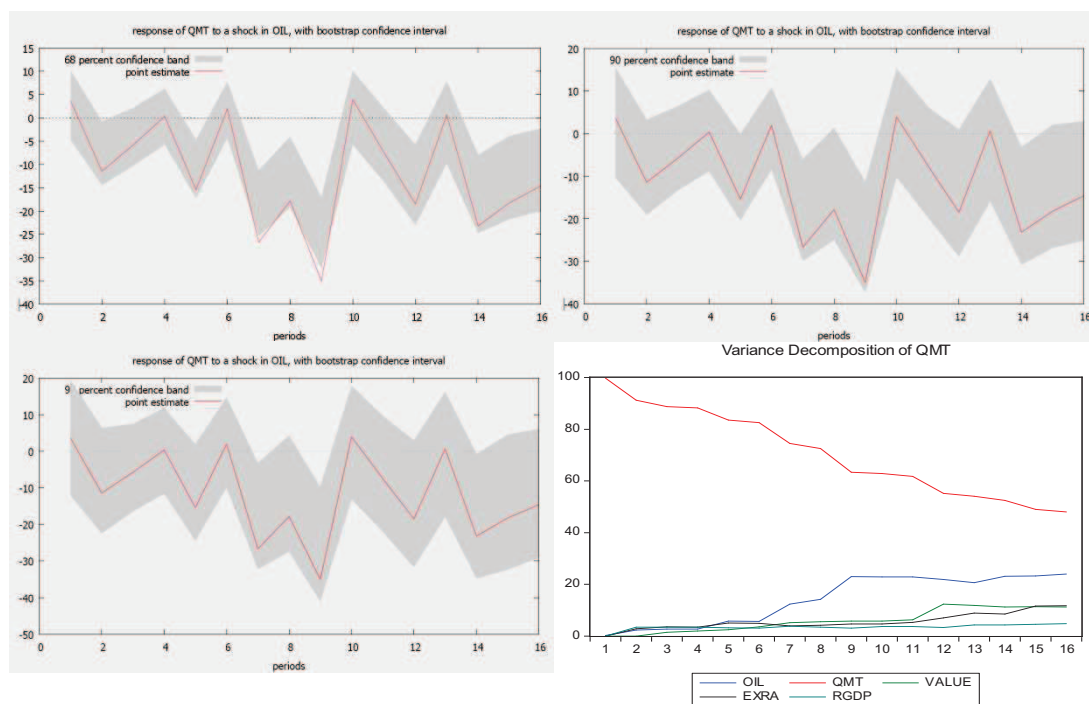 response of QMT to a shock in OIL, with bootstrap confidence interval
68 percent confidence band
point estimate
15
10
5
0
-5
-10
-15
-20
-25
-30
-35
-40
0 2 4 6 8 10 12 14 16
periods
response of QMT to a shock in OIL, with bootstrap confidence interval
90 percent confidence band
point estimate
20
10
0
-10
-20
-30
-40
0 2 4 6 8 10 12 14 16
periods
response of QMT to a shock in OIL, with bootstrap confidence interval
percent confidence band
point estimate
20
10
0
-10
-20
-30
-40
-50
0 2 4 6 8 10 12 14 16
periods
Variance Decomposition of QMT
100
80
60
40
20
0
1 2 3 4 5 6 7 8 9 10 11 12 13 14 15 16
OIL QMT VALUE
EXRA RGDP